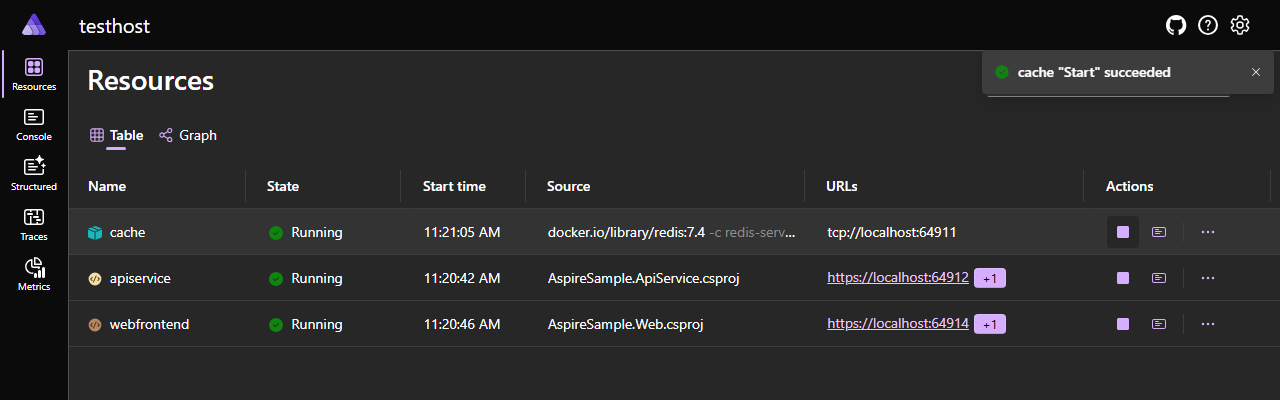 testhost
cache "Start" succeeded
Resources
Resources
Table Graph
Console
Structured
Traces
Metrics
Name State Start time Source URLs Actions
cache Running 11:21:05 AM docker.io/library/redis:7.4 -c redis-serv... tcp://localhost:64911
apiservice Running 11:20:42 AM AspireSample.ApiService.csproj https://localhost:64912 +1
webfrontend Running 11:20:46 AM AspireSample.Web.csproj https://localhost:64914 +1